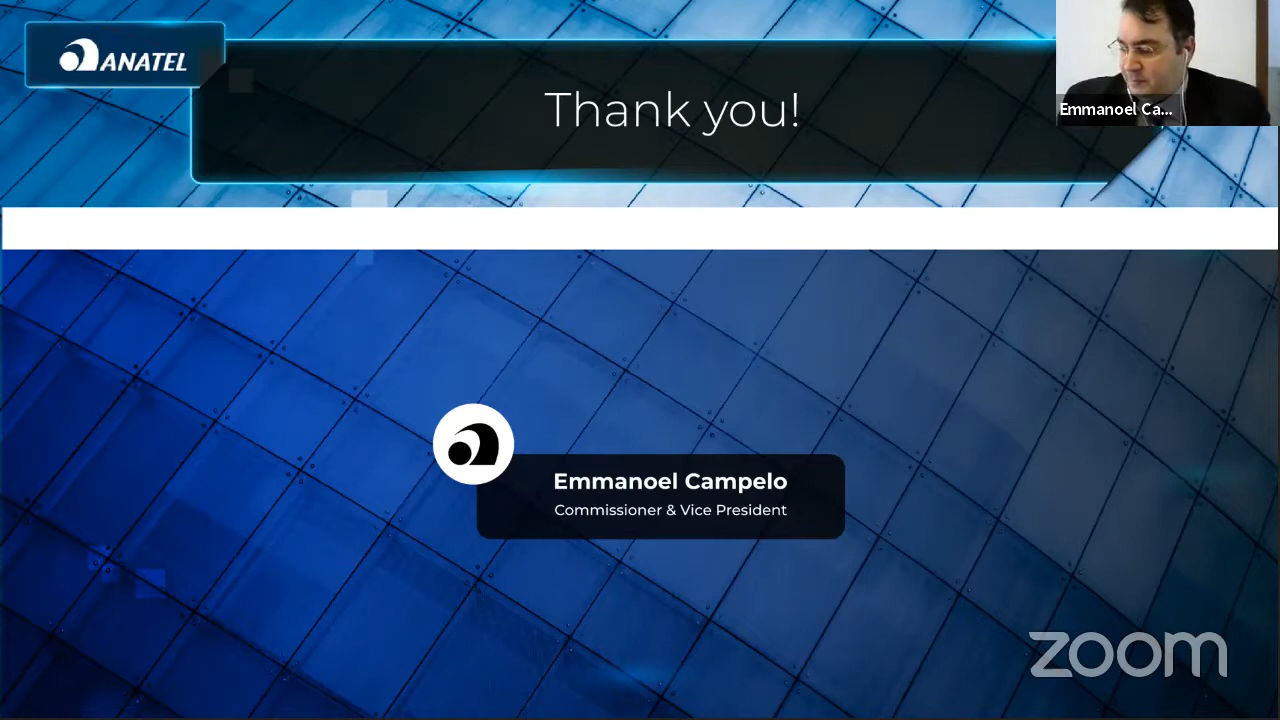 ANATEL
Thank you!
Emmanoel Ca...
Emmanoel Campelo
Commissioner & Vice President
zoom